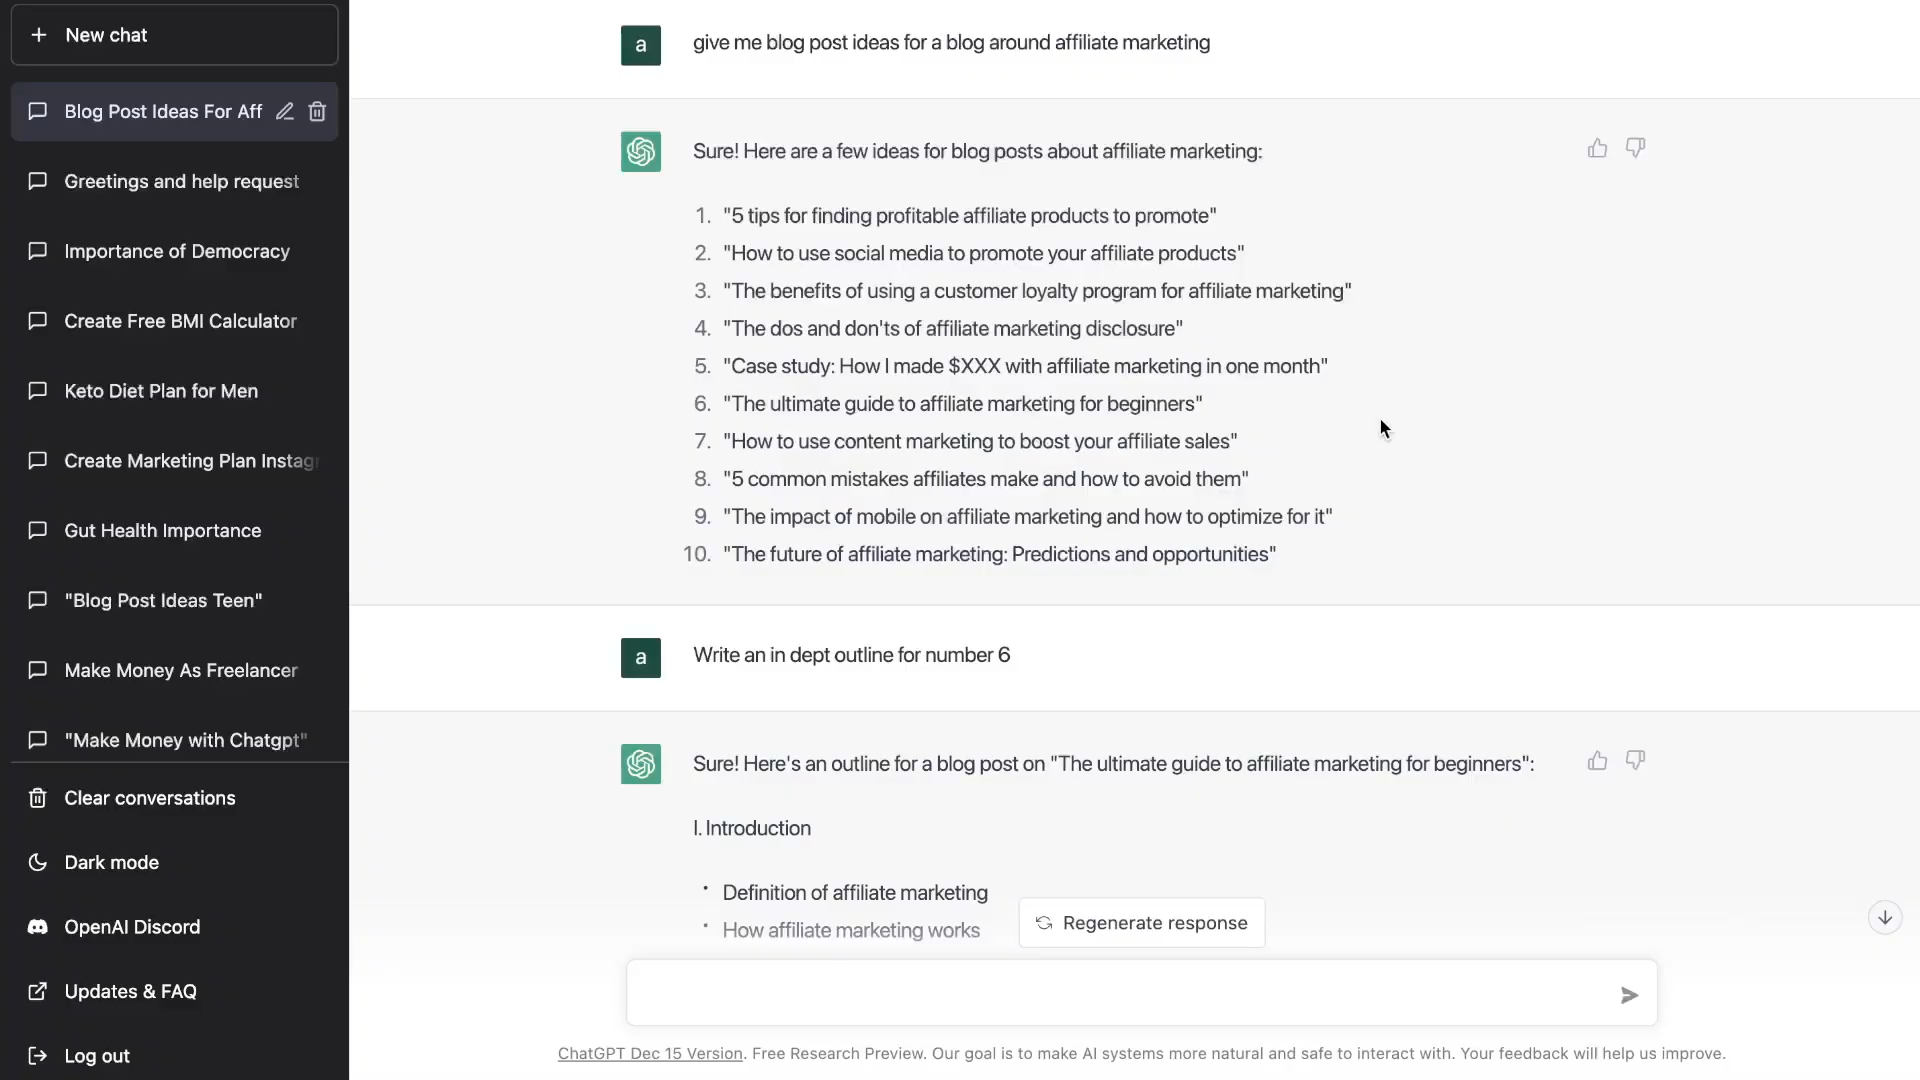 New chat
Blog Post Ideas For Aff
Greetings and help request
Importance of Democracy
Create Free BMI Calculator
Keto Diet Plan for Men
Create Marketing Plan Instag
Gut Health Importance
"Blog Post Ideas Teen"
Make Money As Freelancer
"Make Money with Chatgpt"
Clear conversations
Dark mode
OpenAI Discord
Updates & FAQ
Log out
a
give me blog post ideas for a blog around affiliate marketing
Sure! Here are a few ideas for blog posts about affiliate marketing:
1. "5 tips for finding profitable affiliate products to promote"
2. "How to use social media to promote your affiliate products"
3. "The benefits of using a customer loyalty program for affiliate marketing"
4. "The dos and don'ts of affiliate marketing disclosure"
5. "Case study: How I made $XXX with affiliate marketing in one month"
6. "The ultimate guide to affiliate marketing for beginners"
7. "How to use content marketing to boost your affiliate sales"
8. "5 common mistakes affiliates make and how to avoid them"
9. "The impact of mobile on affiliate marketing and how to optimize for it"
10. "The future of affiliate marketing: Predictions and opportunities"
a
Write an in dept outline for number 6
Sure! Here's an outline for a blog post on "The ultimate guide to affiliate marketing for beginners":
I. Introduction
• Definition of affiliate marketing
• How affiliate marketing works
Regenerate response
ChatGPT Dec 15 Version. Free Research Preview. Our goal is to make AI systems more natural and safe to interact with. Your feedback will help us improve.